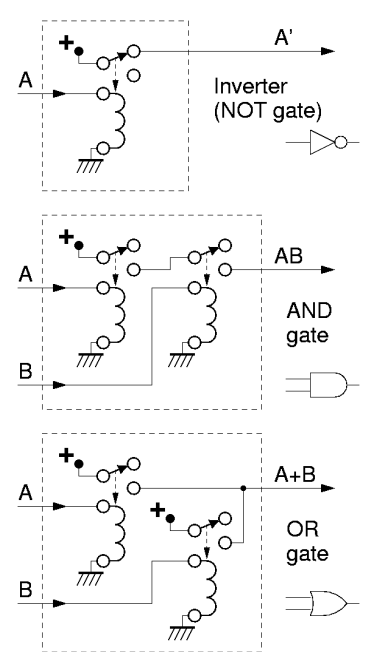 +
A'
A
Inverter
(NOT gate)
+
A
AB
B
AND
gate
+
A
A+B
+
OR
gate
B